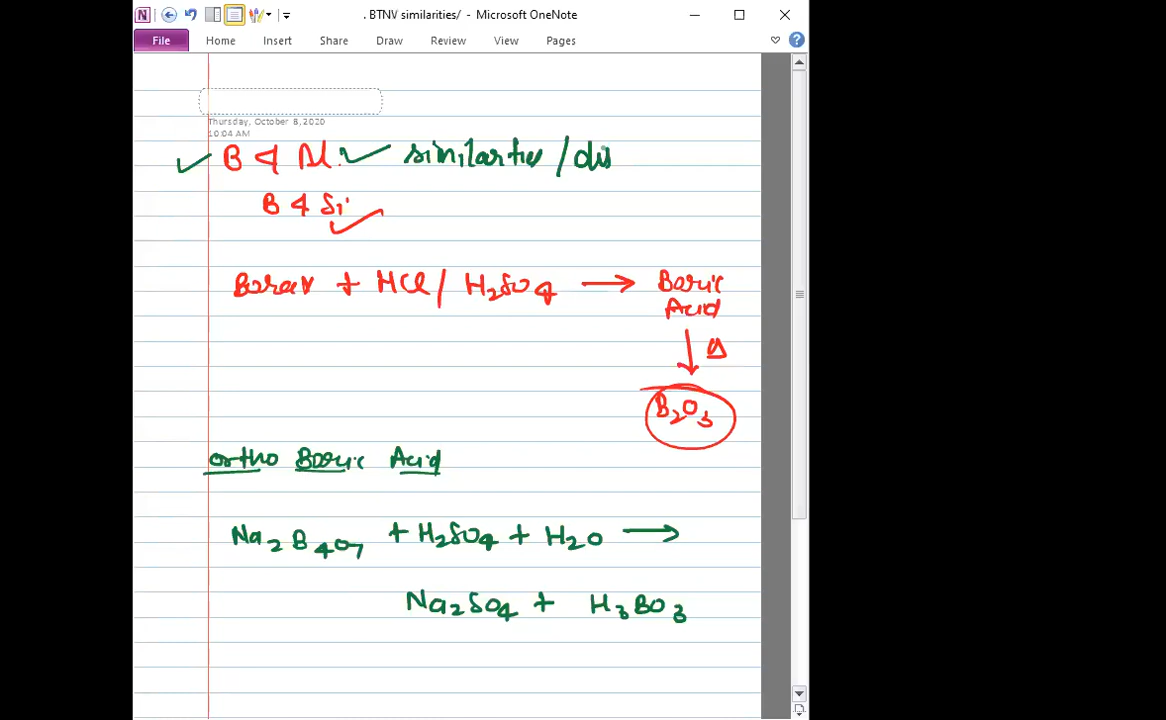 . BTNV similarities/ - Microsoft OneNote
File Home Insert Share Draw Review View Pages
Thursday, October 8, 2020
10:04 AM
B & Al. similarities / dis
B & Si
Borax + HCl / H₂SO₄ → Boric
Acid
↓ Δ
B₂O₃
Ortho Boric Acid
Na₂B₄O₇ + H₂SO₄ + H₂O →
Na₂SO₄ + H₃BO₃